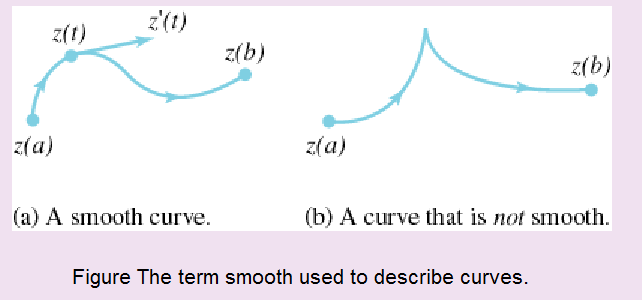 z(t)
z'(t)
z(b)
z(a)
z(b)
z(a)
(a) A smooth curve.
(b) A curve that is not smooth.
Figure The term smooth used to describe curves.